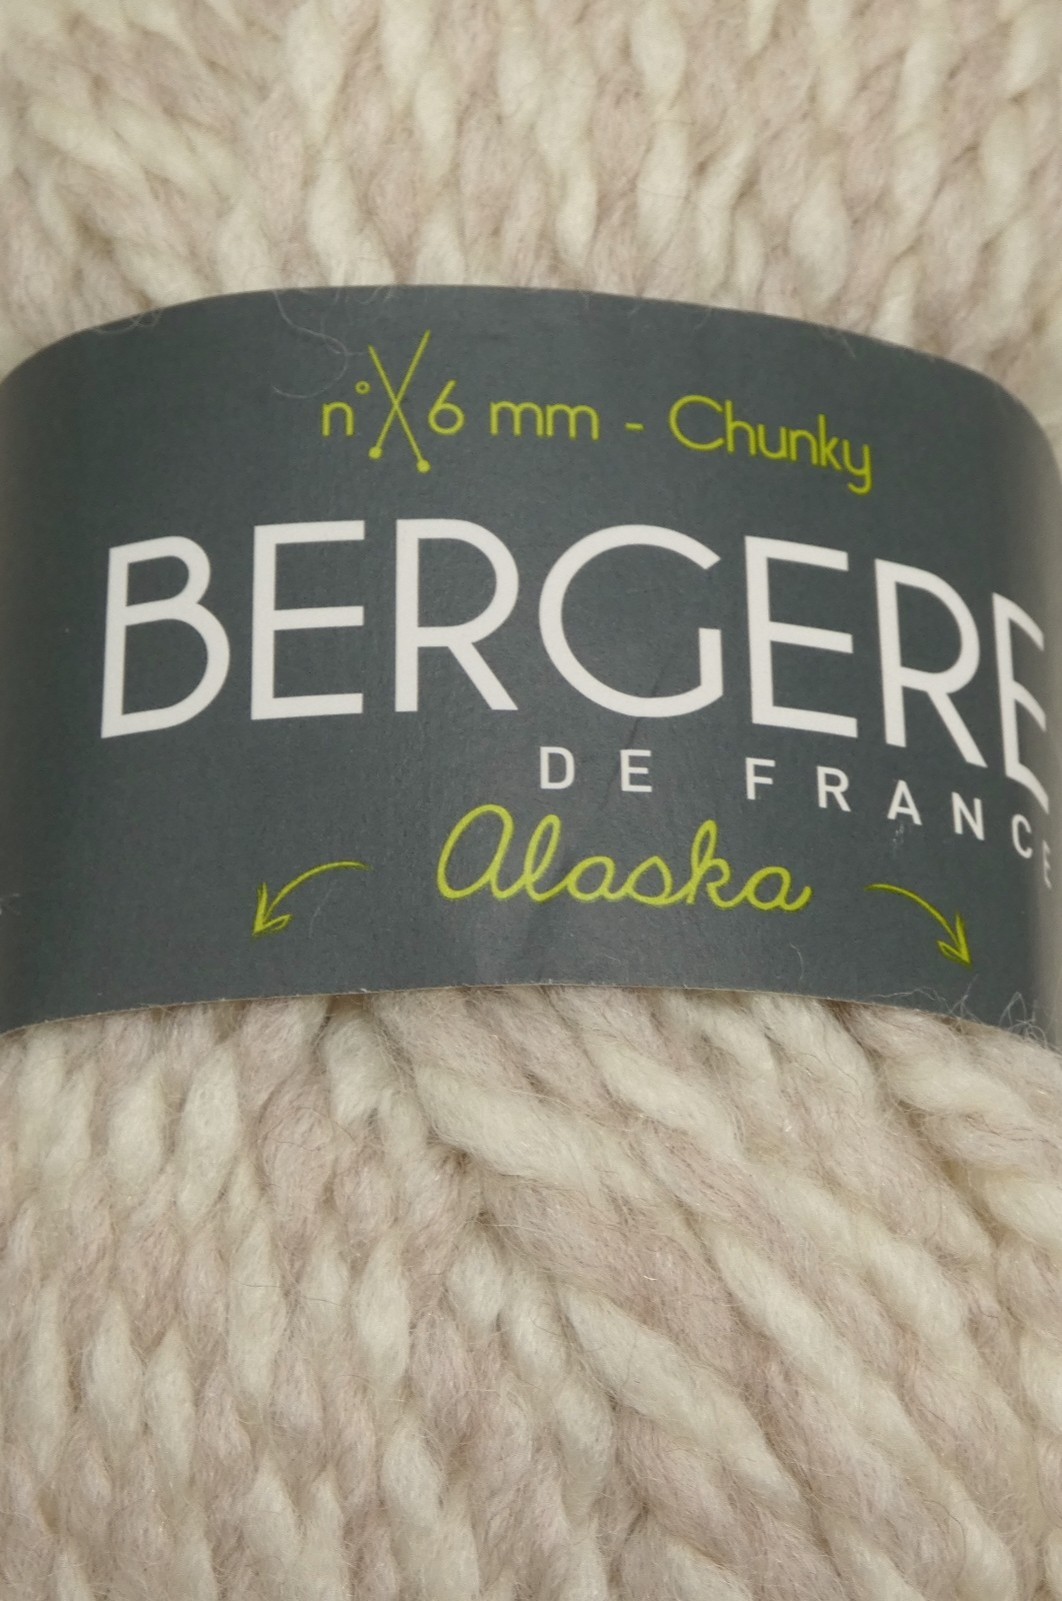 n° 6 mm - Chunky
BERGERE
DE FRANCE
Alaska